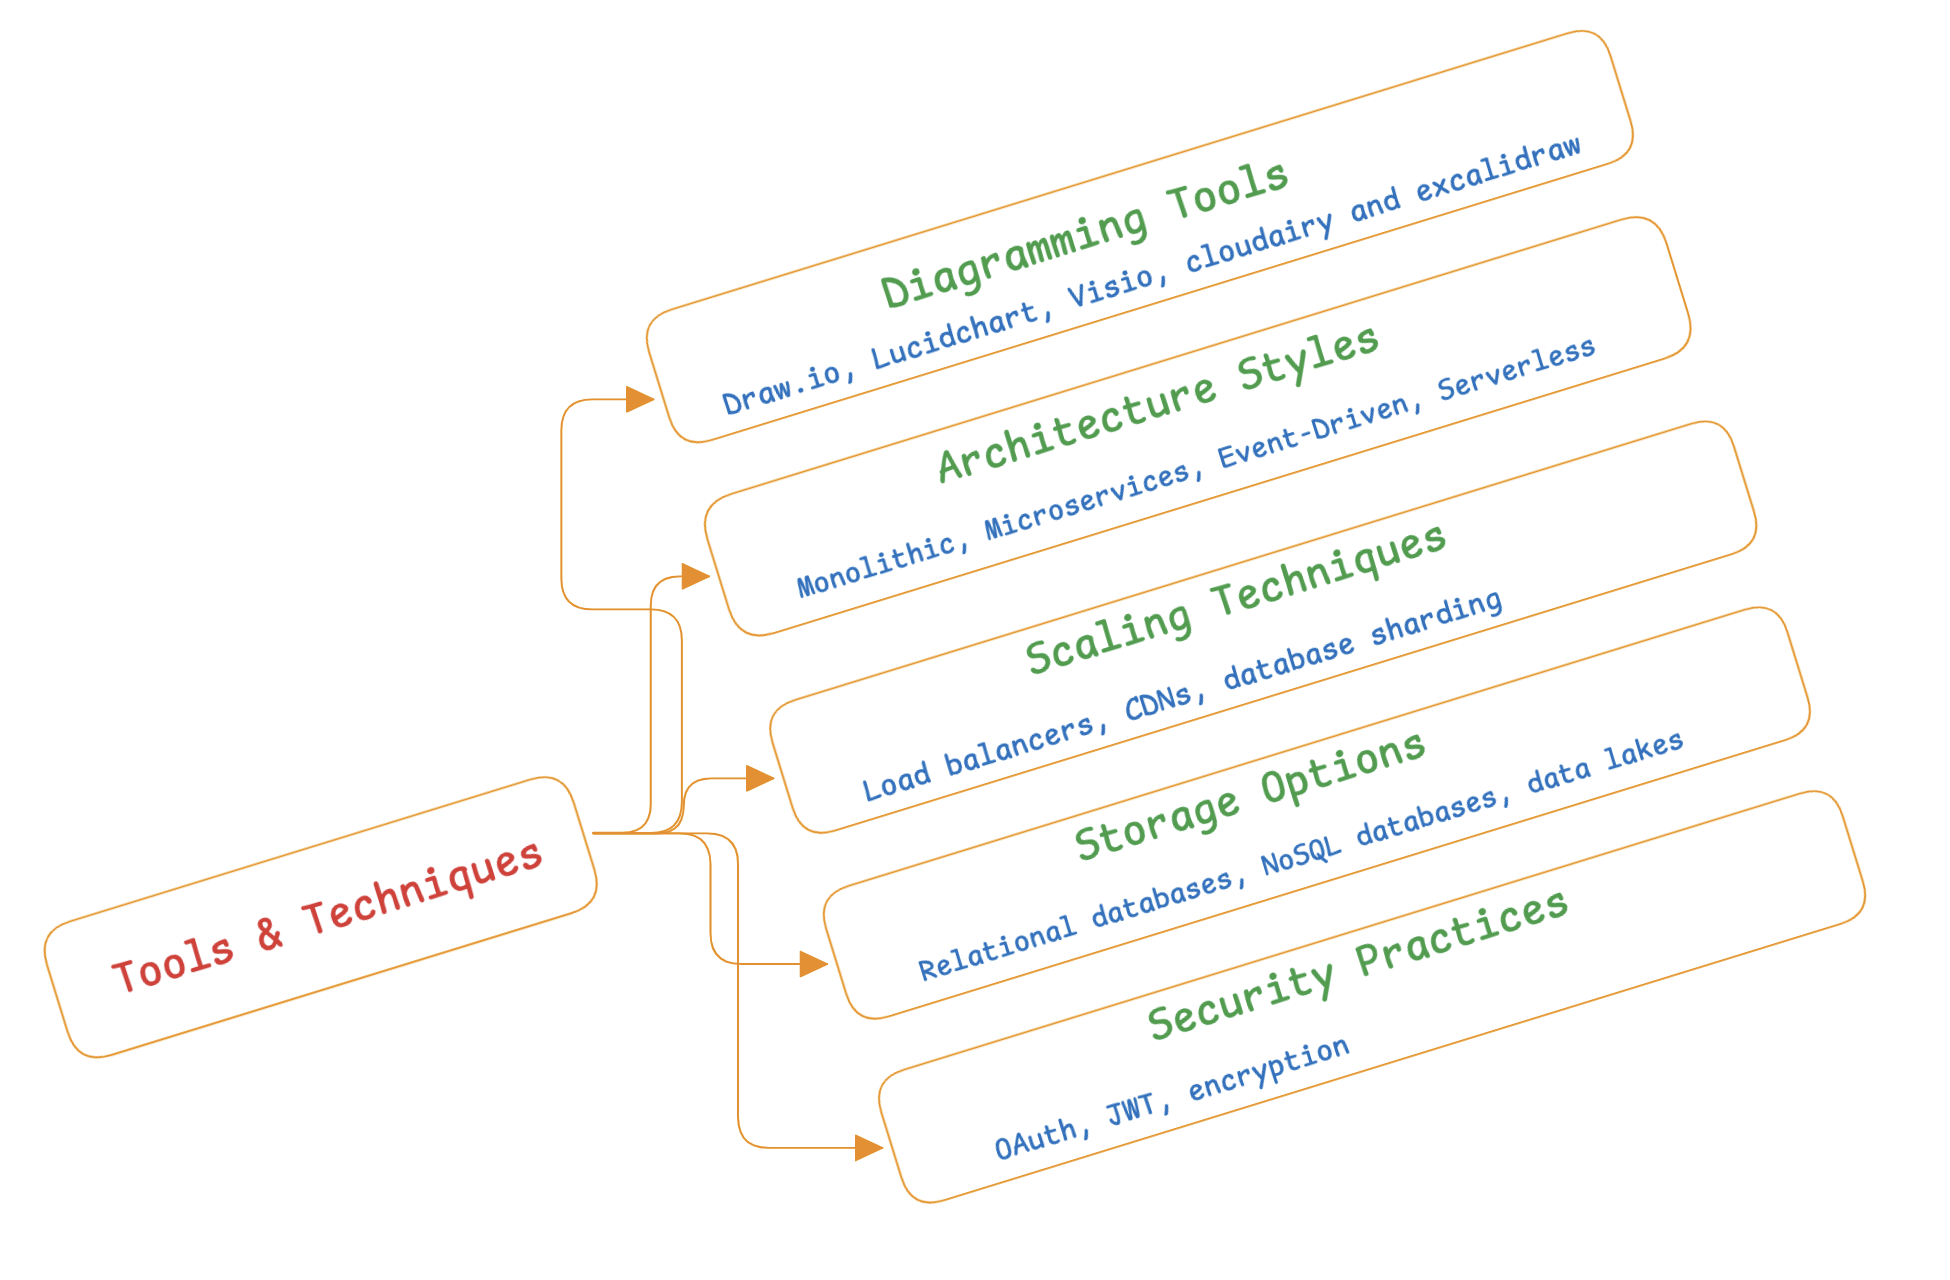 Tools & Techniques
Diagramming Tools
Draw.io, Lucidchart, Visio, cloudairy and excalidraw
Architecture Styles
Monolithic, Microservices, Event-Driven, Serverless
Scaling Techniques
Load balancers, CDNs, database sharding
Storage Options
Relational databases, NoSQL databases, data lakes
Security Practices
OAuth, JWT, encryption